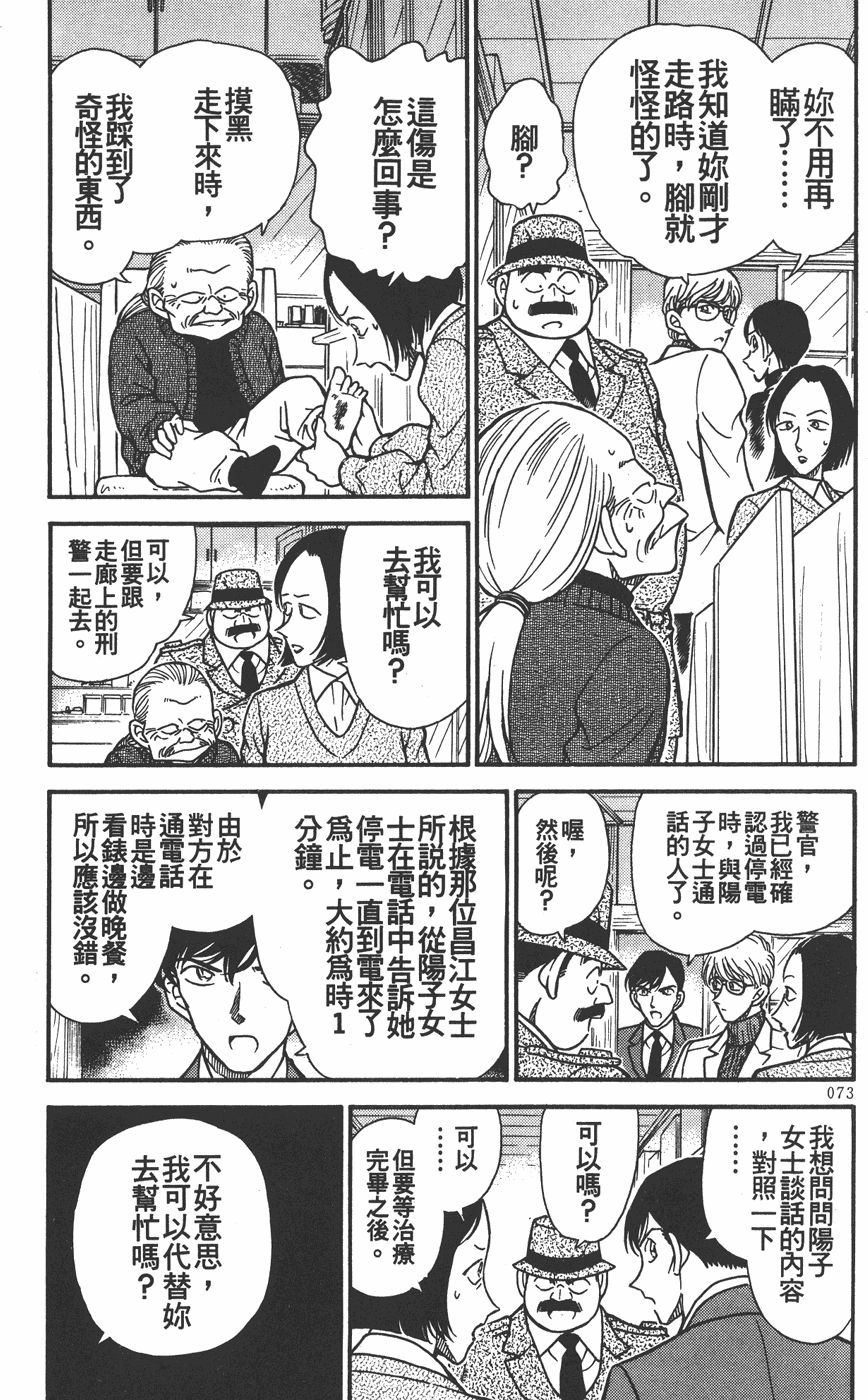 妳不用再
瞞了……
我知道妳剛才
走路時，腳就
怪怪的了。
腳？
這傷是
怎麼回事？
摸黑
走下來時，
我踩到了
奇怪的東西。
我可以
去幫忙嗎？
可以，
但要跟
走廊上的刑
警一起去。
警官，
我已經確
認過停電
時，與陽
子女士通
話的人了。
喔，
然後呢？
根據那位昌江女士
所說的，從陽子女
士在電話中告訴她
停電一直到電來了
為止，大約為時1
分鐘。
由於
對方在
通電話
時是邊
看錶邊做晚餐，
所以應該沒錯。
073
我想問問陽子
女士談話的內容
，對照一下
……
可以嗎？
可以
……
但要等治療
完畢之後。
不好意思，
我可以代替妳
去幫忙嗎？